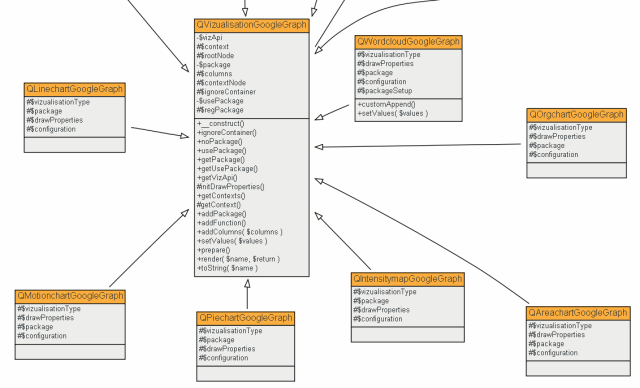 QVizualisationGoogleGraph
-$vizApi
#$context
#$rootNode
-$package
#$columns
#$contextNode
#$ignoreContainer
-$usePackage
#$regPackage
+__construct()
+ignoreContainer()
+noPackage()
+usePackage()
+getPackage()
+getUsePackage()
+getVizApi()
#initDrawProperties()
+getContexts()
#getContext()
+addPackage()
+addFunction()
+addColumns( $columns )
+setValues( $values )
+prepare()
+render( $name, $return )
+toString( $name )
QWordcloudGoogleGraph
#$vizualisationType
#$drawProperties
#$package
#$configuration
#$packageSetup
+customAppend()
+setValues( $values )
QLinechartGoogleGraph
#$vizualisationType
#$package
#$drawProperties
#$configuration
QOrgchartGoogleGraph
#$vizualisationType
#$drawProperties
#$package
#$configuration
QMotionchartGoogleGraph
#$vizualisationType
#$drawProperties
#$package
#$configuration
QPiechartGoogleGraph
#$vizualisationType
#$package
#$drawProperties
#$configuration
QIntensitymapGoogleGraph
#$vizualisationType
#$package
#$drawProperties
#$configuration
QAreachartGoogleGraph
#$vizualisationType
#$drawProperties
#$package
#$configuration